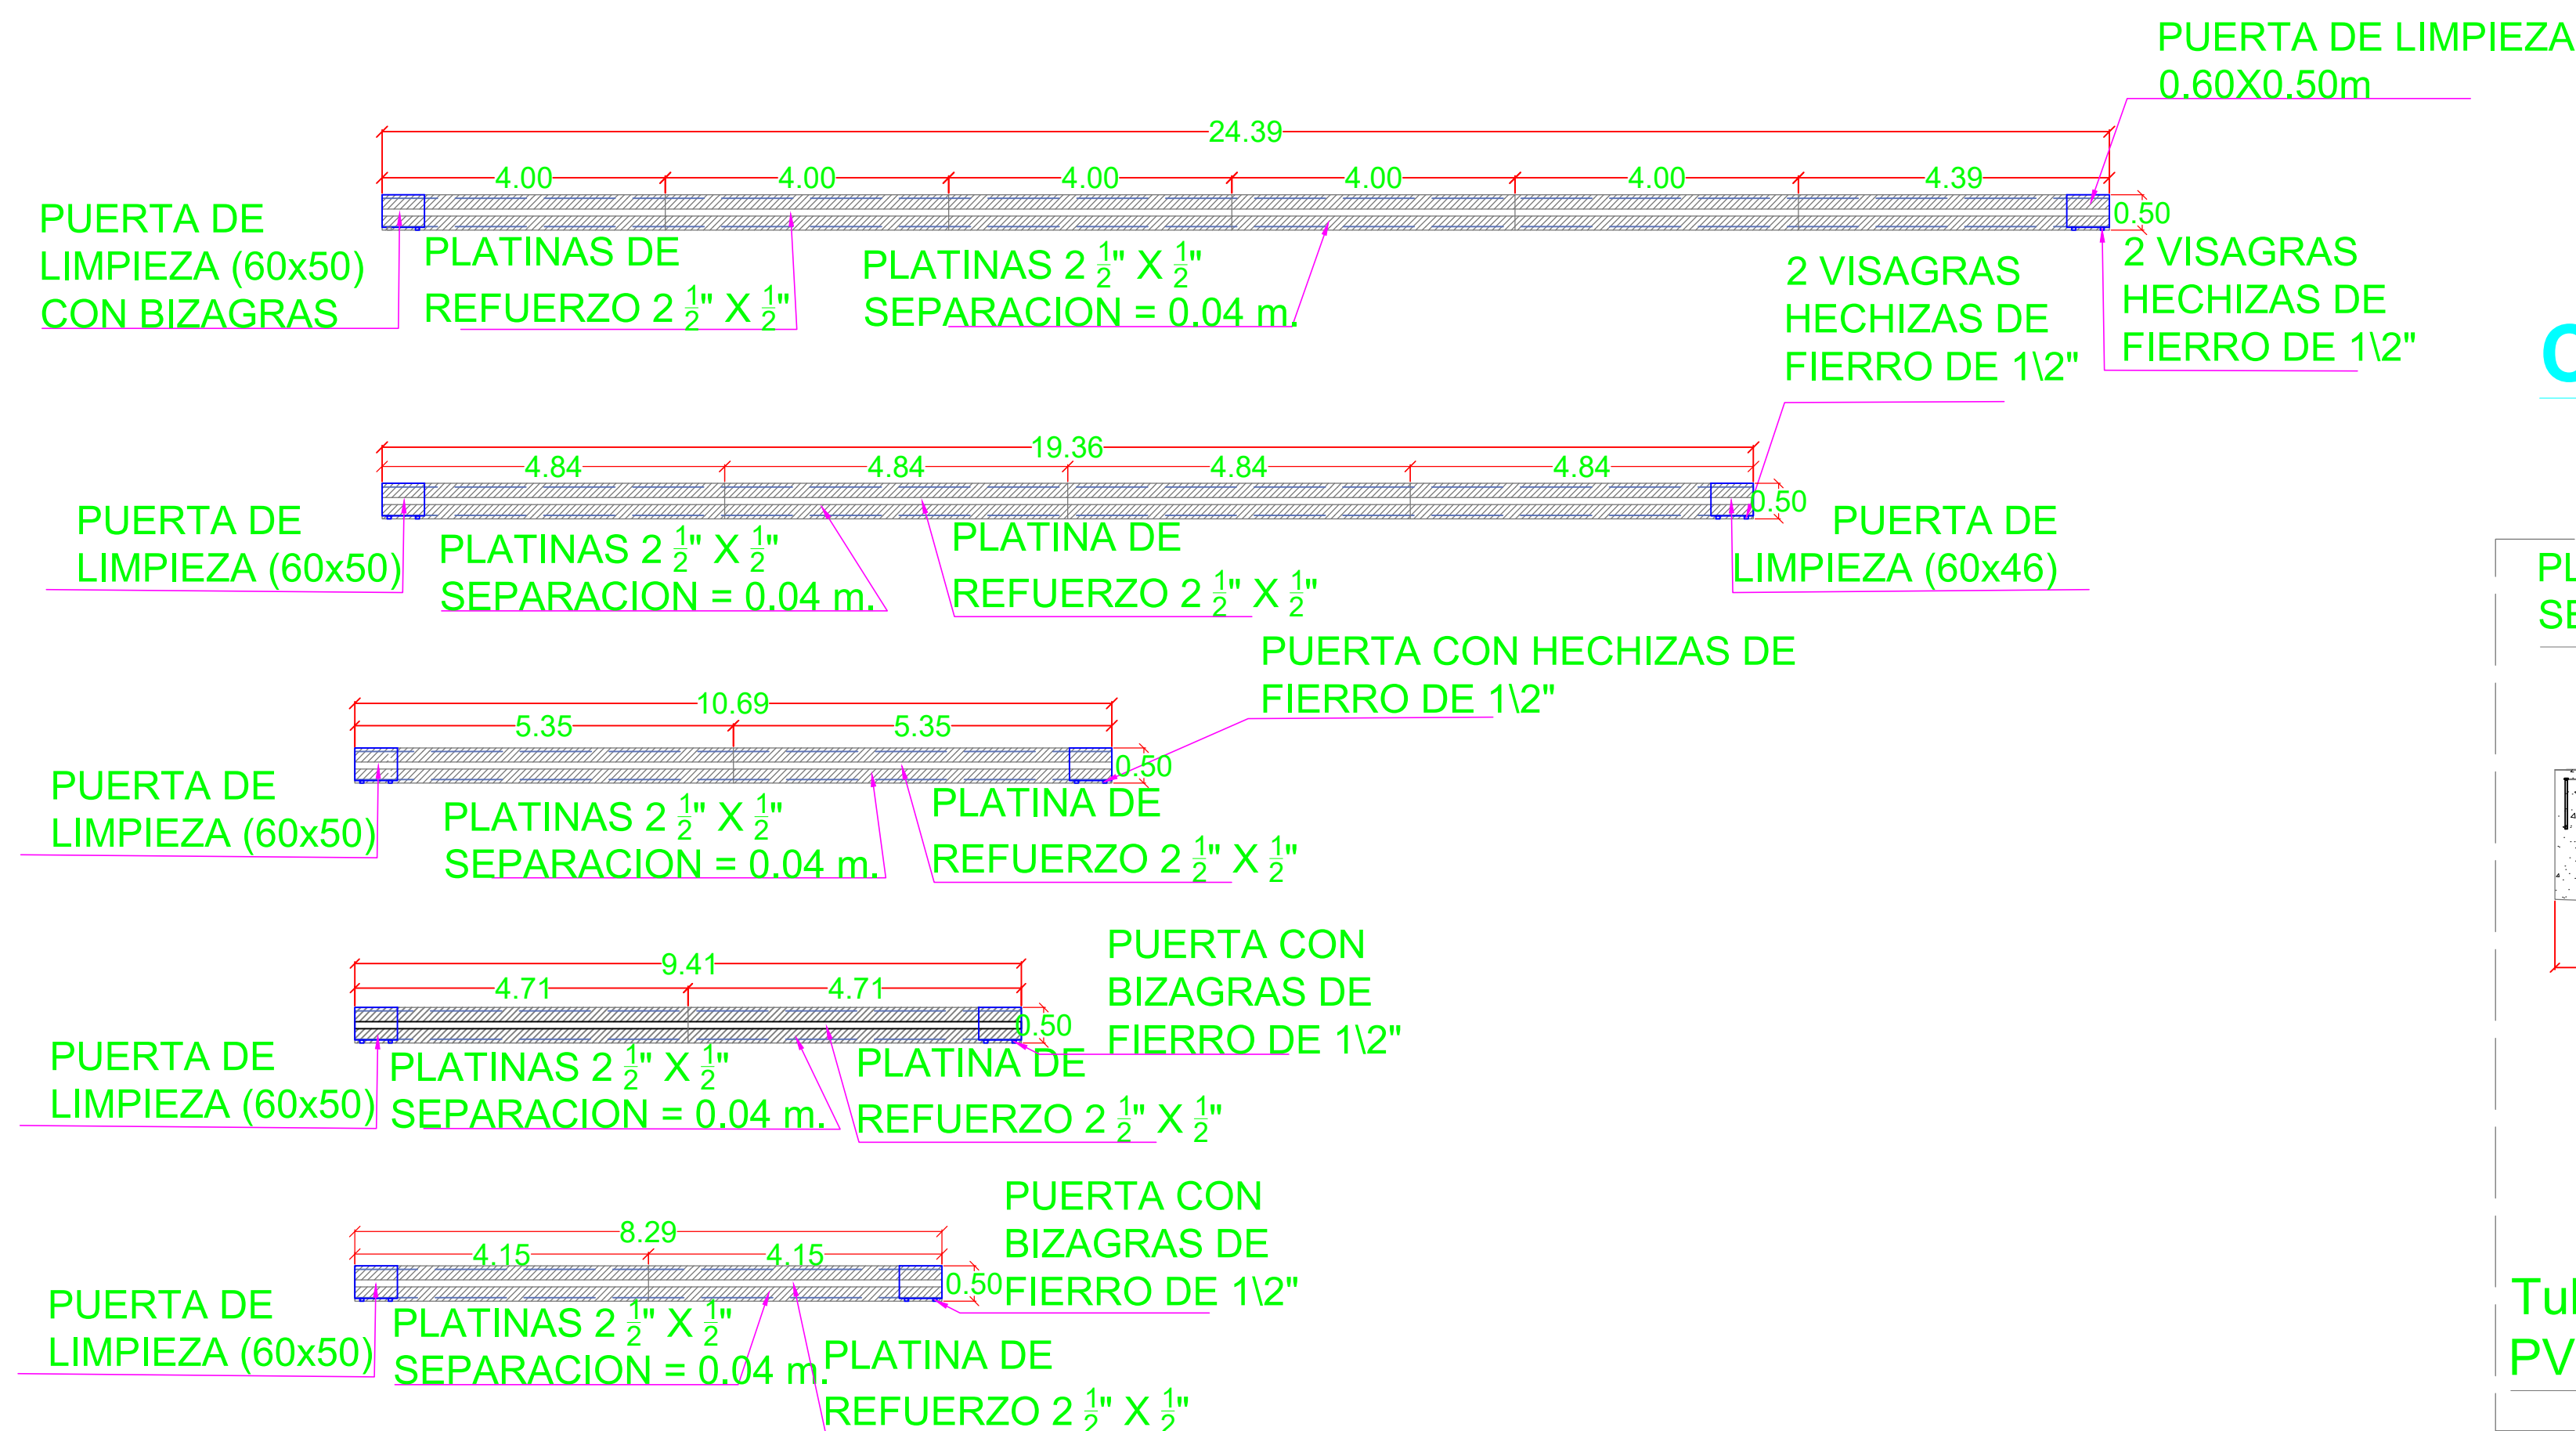 PUERTA DE LIMPIEZA
0.60X0.50m
24.39
4.00
4.00
4.00
4.00
4.00
4.39
0.50
PUERTA DE
LIMPIEZA (60x50)
CON BIZAGRAS
PLATINAS DE
REFUERZO 2 1/2" X 1/2"
PLATINAS 2 1/2" X 1/2"
SEPARACION = 0.04 m.
2 VISAGRAS
HECHIZAS DE
FIERRO DE 1\2"
2 VISAGRAS
HECHIZAS DE
FIERRO DE 1\2"
19.36
4.84
4.84
4.84
4.84
0.50
PUERTA DE
LIMPIEZA (60x50)
PLATINAS 2 1/2" X 1/2"
SEPARACION = 0.04 m.
PLATINA DE
REFUERZO 2 1/2" X 1/2"
PUERTA DE
LIMPIEZA (60x46)
PUERTA CON HECHIZAS DE
FIERRO DE 1\2"
10.69
5.35
5.35
0.50
PUERTA DE
LIMPIEZA (60x50)
PLATINAS 2 1/2" X 1/2"
SEPARACION = 0.04 m.
PLATINA DE
REFUERZO 2 1/2" X 1/2"
PUERTA CON
BIZAGRAS DE
FIERRO DE 1\2"
9.41
4.71
4.71
0.50
PUERTA DE
LIMPIEZA (60x50)
PLATINAS 2 1/2" X 1/2"
SEPARACION = 0.04 m.
PLATINA DE
REFUERZO 2 1/2" X 1/2"
PUERTA CON
BIZAGRAS DE
FIERRO DE 1\2"
8.29
4.15
4.15
0.50
PUERTA DE
LIMPIEZA (60x50)
PLATINAS 2 1/2" X 1/2"
SEPARACION = 0.04 m.
PLATINA DE
REFUERZO 2 1/2" X 1/2"